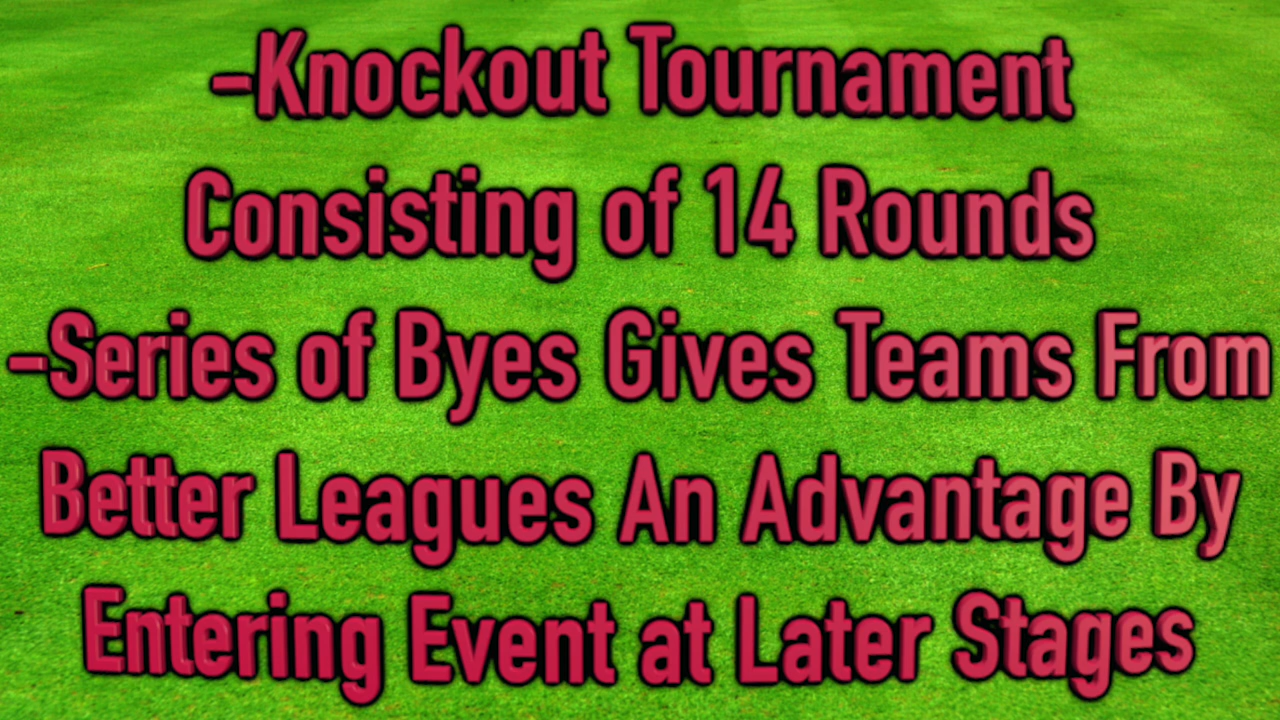 -Knockout Tournament
Consisting of 14 Rounds
-Series of Byes Gives Teams From
Better Leagues An Advantage By
Entering Event at Later Stages